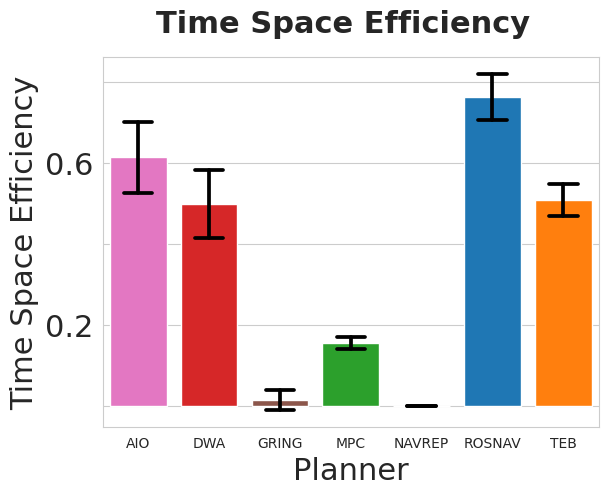 Time Space Efficiency
Time Space Efficiency
0.6
0.2
AIO DWA GRING MPC NAVREP ROSNAV TEB
Planner